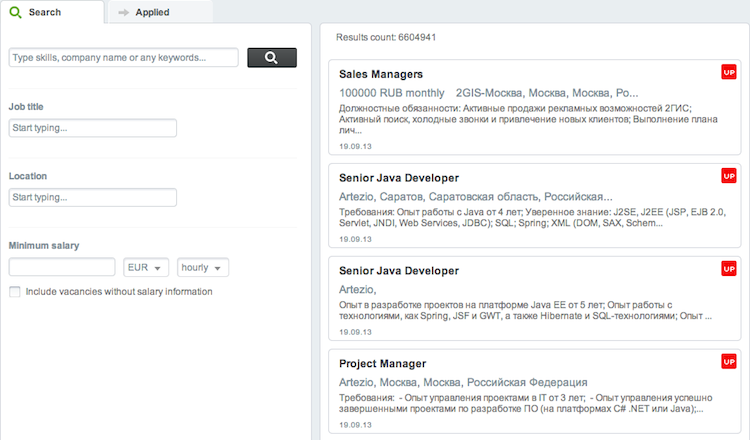 Search
Applied
Type skills, company name or any keywords...
Job title
Start typing...
Location
Start typing...
Minimum salary
EUR
hourly
Include vacancies without salary information
Results count: 6604941
Sales Managers
UP
100000 RUB monthly 2GIS-Москва, Москва, Москва, Ро...
Должностные обязанности: Активные продажи рекламных возможностей 2ГИС;
Активный поиск, холодные звонки и привлечение новых клиентов; Выполнение плана
лич...
19.09.13
Senior Java Developer
UP
Artezio, Саратов, Саратовская область, Российская...
Требования: Опыт работы с Java от 4 лет; Уверенное знание: J2SE, J2EE (JSP, EJB 2.0,
Servlet, JNDI, Web Services, JDBC); SQL; Spring; XML (DOM, SAX, Schem...
19.09.13
Senior Java Developer
UP
Artezio,
Опыт в разработке проектов на платформе Java EE от 5 лет; Опыт работы с
технологиями, как Spring, JSF и GWT, а также Hibernate и SQL-технологиями; Опыт ...
19.09.13
Project Manager
UP
Artezio, Москва, Москва, Российская Федерация
Требования: - Опыт управления проектами в IT от 3 лет; - Опыт управления успешно
завершенными проектами по разработке ПО (на платформах C# .NET или Java);...
19.09.13